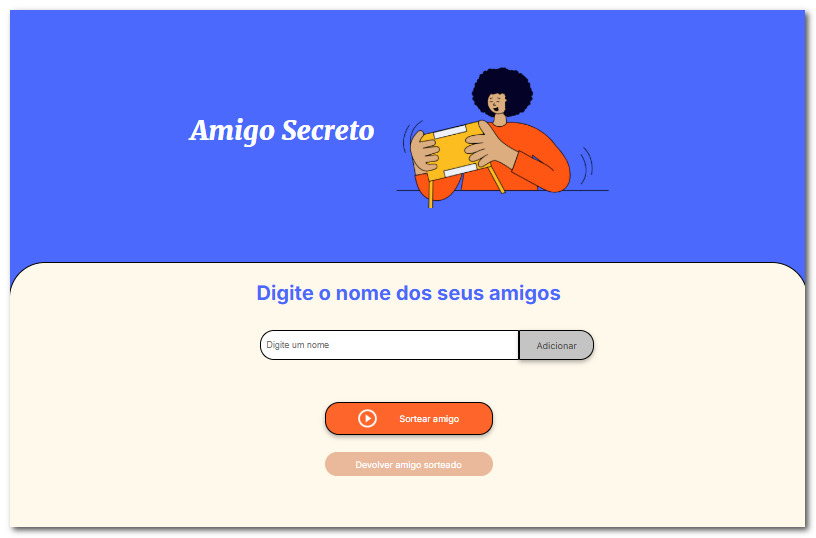 Amigo Secreto
Digite o nome dos seus amigos
Digite um nome
Adicionar
Sortear amigo
Devolver amigo sorteado